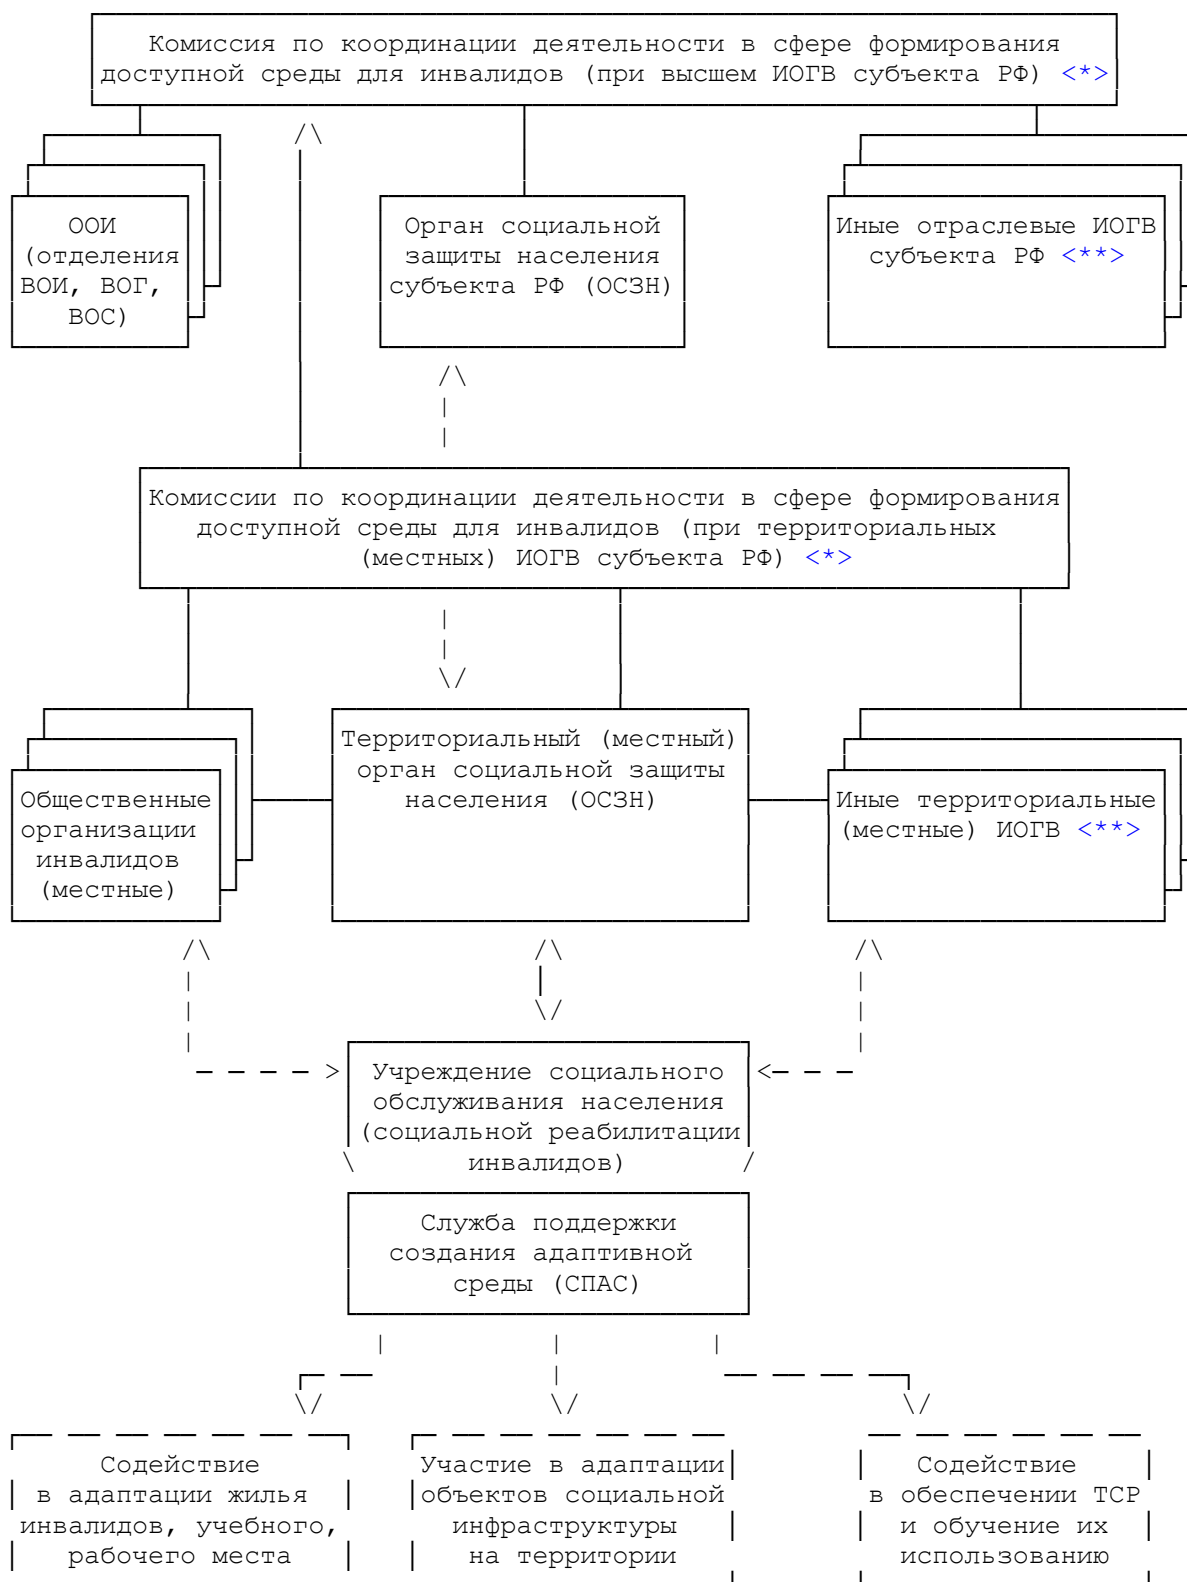 Комиссия по координации деятельности в сфере формирования
доступной среды для инвалидов (при высшем ИОГВ субъекта РФ) <*>
ООИ
(отделения
ВОИ, ВОГ,
ВОС)
Орган социальной
защиты населения
субъекта РФ (ОСЗН)
Иные отраслевые ИОГВ
субъекта РФ <**>
Комиссии по координации деятельности в сфере формирования
доступной среды для инвалидов (при территориальных
(местных) ИОГВ субъекта РФ) <*>
Общественные
организации
инвалидов
(местные)
Территориальный (местный)
орган социальной защиты
населения (ОСЗН)
Иные территориальные
(местные) ИОГВ <**>
Учреждение социального
обслуживания населения
(социальной реабилитации
инвалидов)
Служба поддержки
создания адаптивной
среды (СПАС)
Содействие
в адаптации жилья
инвалидов, учебного,
рабочего места
Участие в адаптации
объектов социальной
инфраструктуры
на территории
Содействие
в обеспечении ТСР
и обучение их
использованию